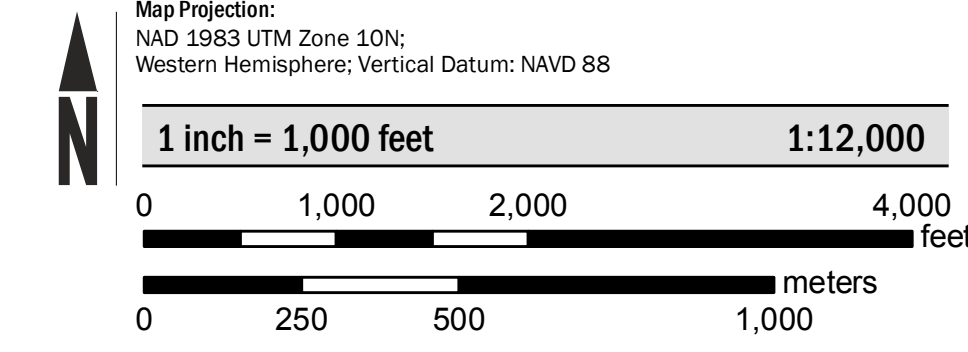 Map Projection:
NAD 1983 UTM Zone 10N;
Western Hemisphere; Vertical Datum: NAVD 88
N
1 inch = 1,000 feet 1:12,000
0 1,000 2,000 4,000
feet
meters
0 250 500 1,000